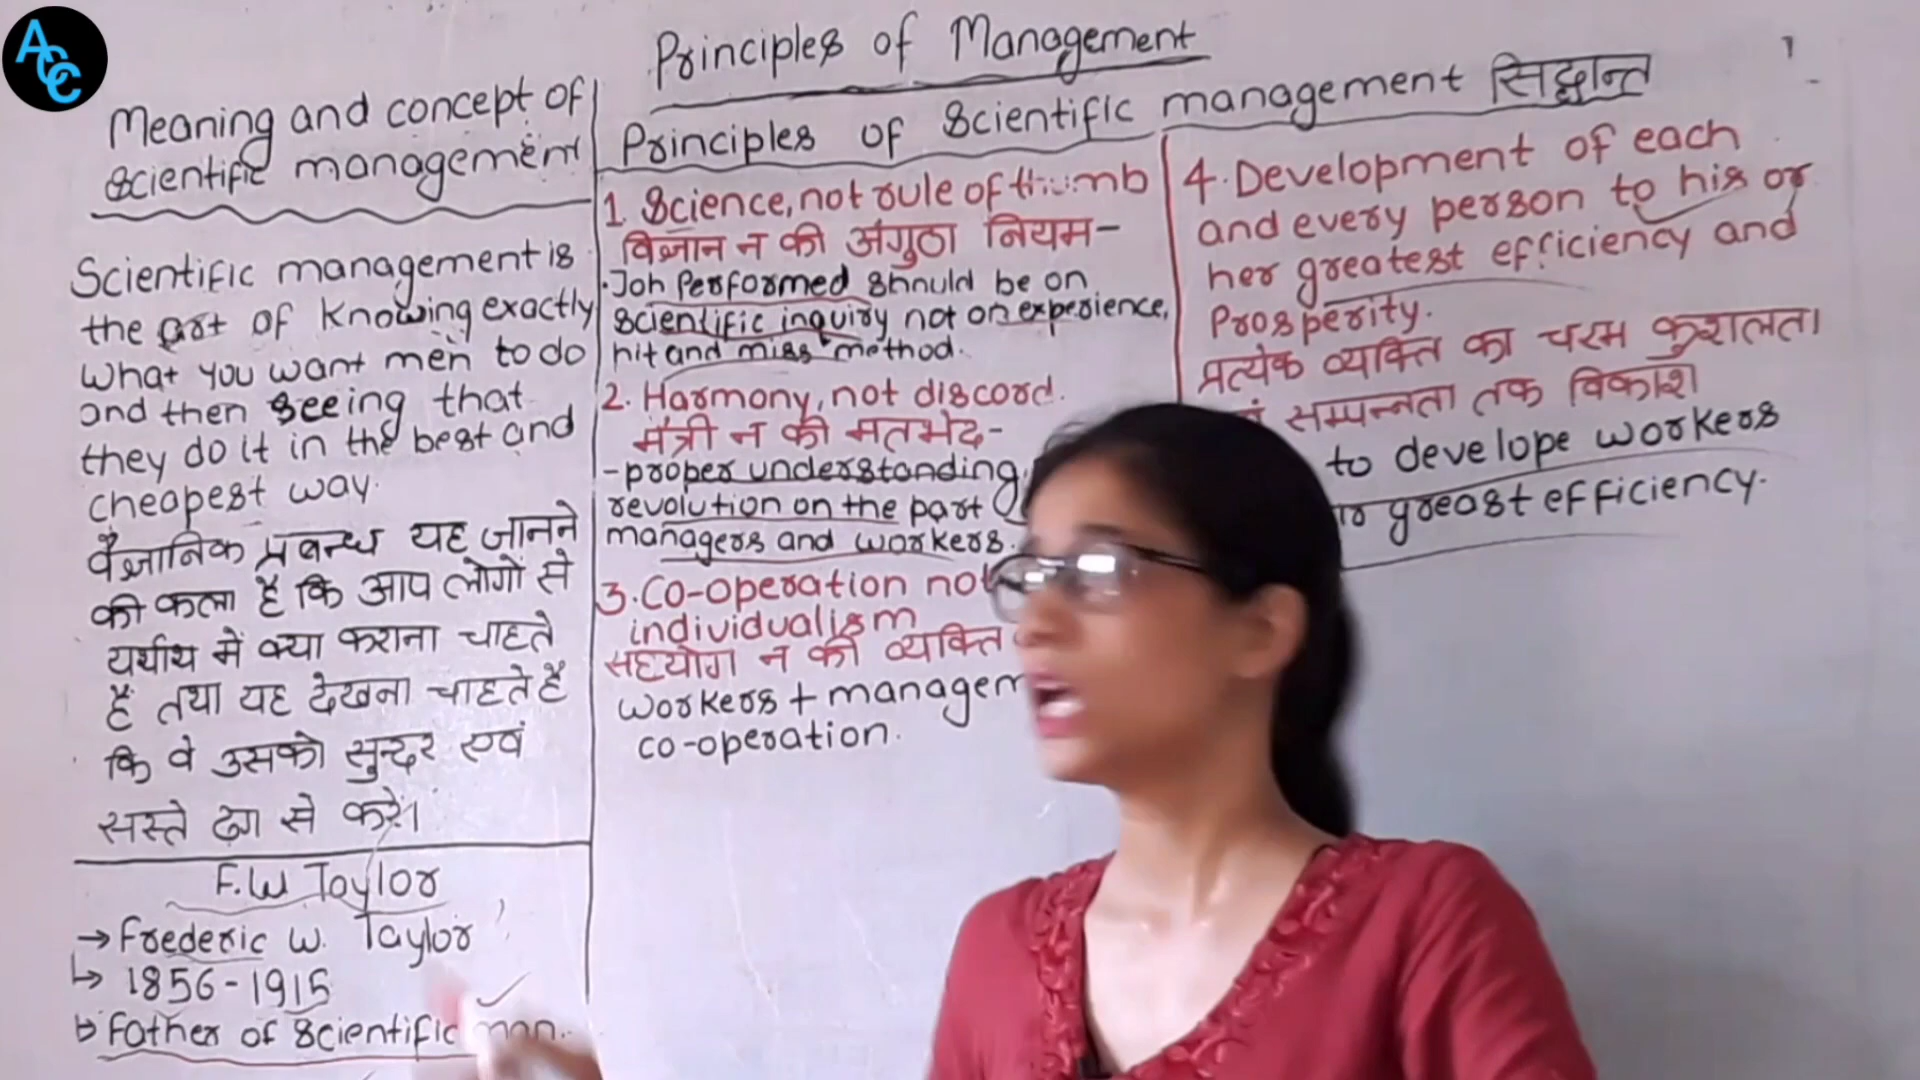 ACC
Principles of Management
Meaning and concept of
scientific management
Scientific management is
the art of knowing exactly
what you want men to do
and then seeing that
they do it in the best and
cheapest way.
वैज्ञानिक प्रबन्ध यह जानने
की कला है कि आप लोगों से
यर्थाथ में क्या कराना चाहते
हैं तथा यह देखना चाहते हैं
कि वे उसको सुन्दर एवं
सस्ते ढग से करें।
F.W Taylor
→ Frederic w. Taylor
↳ 1856-1915
↳ Father of Scientific man.
Principles of Scientific management सिद्धान्त
1. Science, not rule of thumb
विज्ञान न की अंगुठा नियम-
·Joh performed should be on
scientific inquiry not on experience,
hit and miss method.
2. Harmony, not discord.
मैत्री न की मतभेद-
-proper understanding,
revolution on the part
managers and workers.
3. Co-operation not
individualism
सहयोग न की व्यक्ति
workers + managem
co-operation.
4. Development of each
and every person to his or
her greatest efficiency and
Prosperity.
प्रत्येक व्यक्ति का चरम कुशलता
सम्पन्नता तक विकाश
to develope workers
greast efficiency.